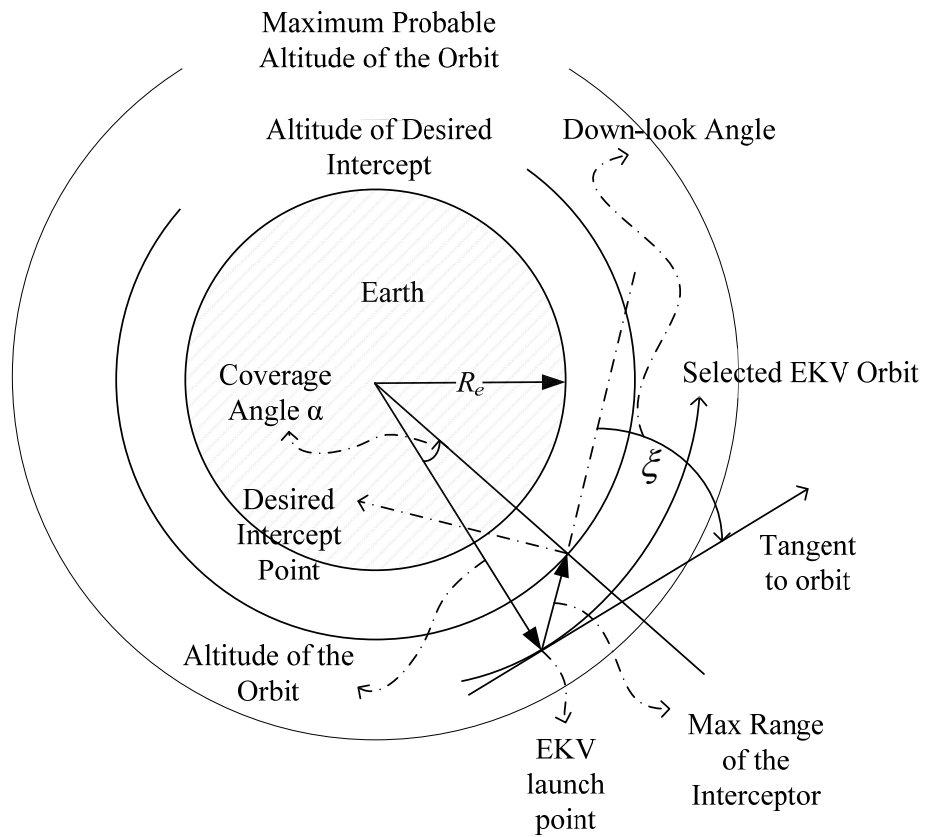 Maximum Probable
Altitude of the Orbit
Altitude of Desired
Intercept
Down-look Angle
Earth
Coverage
Angle α
Rₑ
Selected EKV Orbit
ξ
Desired
Intercept
Point
Tangent
to orbit
Altitude of the
Orbit
EKV
launch
point
Max Range
of the
Interceptor